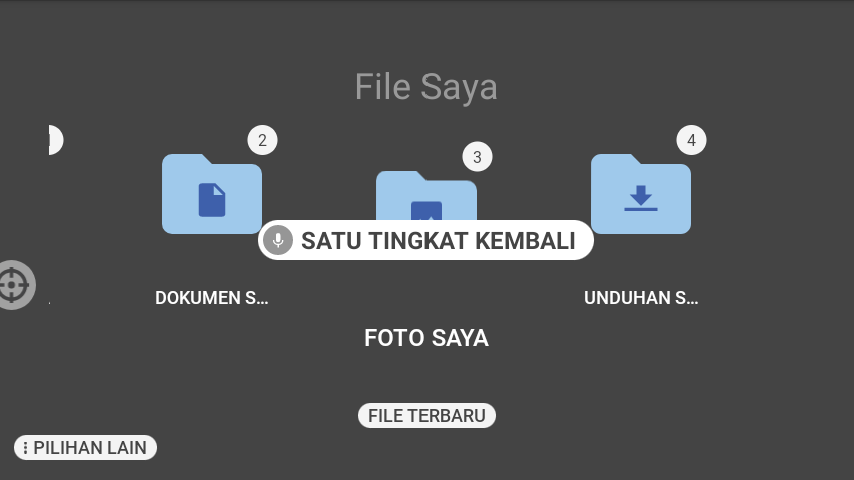 File Saya
2
3
4
SATU TINGKAT KEMBALI
DOKUMEN S...
UNDUHAN S...
FOTO SAYA
FILE TERBARU
PILIHAN LAIN